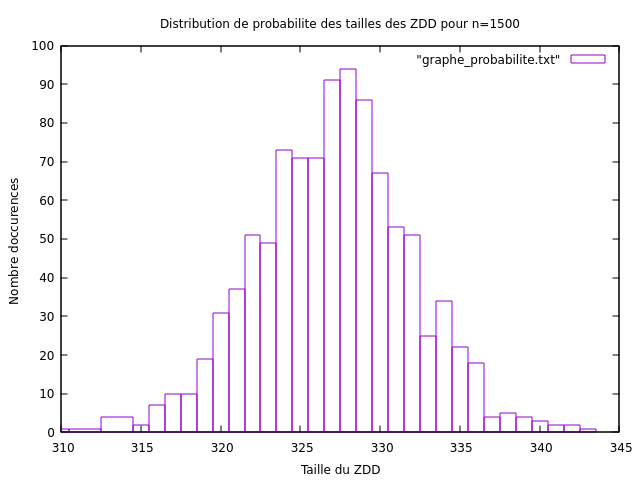 Distribution de probabilite des tailles des ZDD pour n=1500
"graphe_probabilite.txt"
100
90
80
70
60
50
40
30
20
10
0
Nombre doccurences
310 315 320 325 330 335 340 345
Taille du ZDD